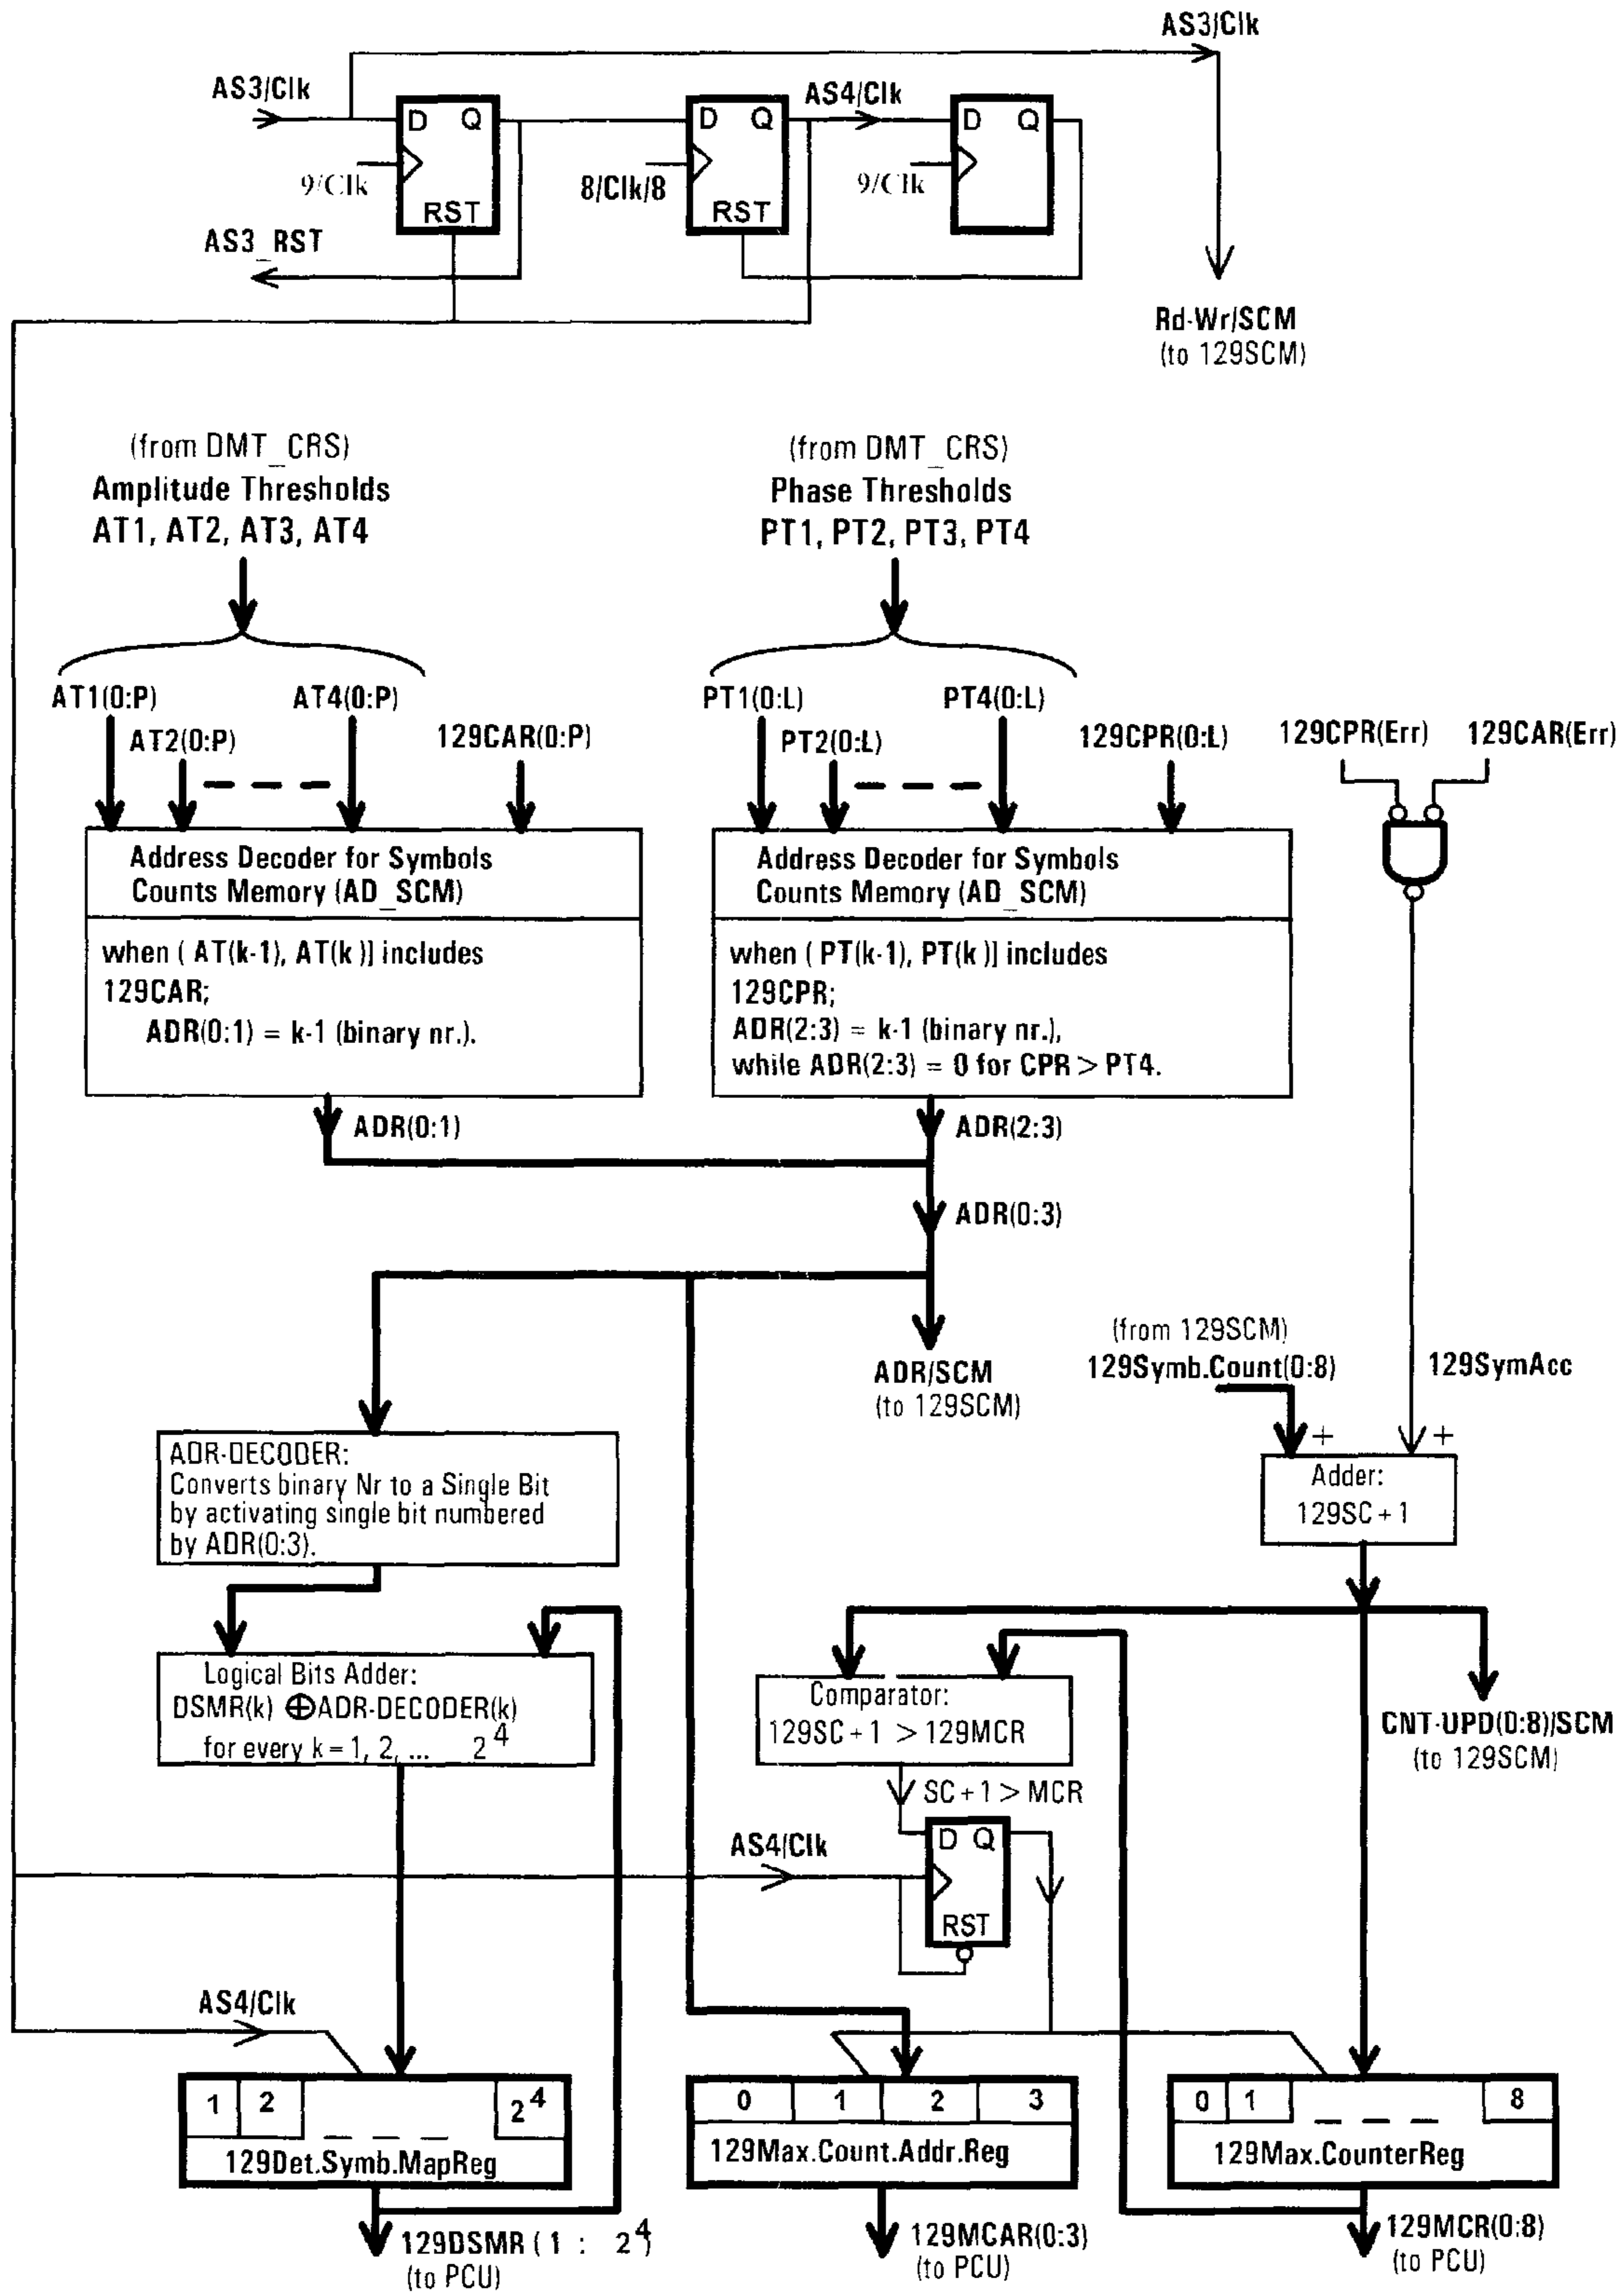 AS3/Clk
AS3/Clk
AS4/Clk
D Q
D Q
D Q
9/Clk
8/Clk/8
9/Clk
RST
RST
AS3_RST
Rd-Wr/SCM
(to 129SCM)
(from DMT_CRS)
Amplitude Thresholds
AT1, AT2, AT3, AT4
(from DMT_CRS)
Phase Thresholds
PT1, PT2, PT3, PT4
AT1(0:P)
AT2(0:P)
AT4(0:P)
129CAR(0:P)
PT1(0:L)
PT2(0:L)
PT4(0:L)
129CPR(0:L)
129CPR(Err)
129CAR(Err)
Address Decoder for Symbols
Counts Memory (AD_SCM)
when ( AT(k-1), AT(k )] includes
129CAR;
ADR(0:1) = k-1 (binary nr.).
Address Decoder for Symbols
Counts Memory (AD_SCM)
when ( PT(k-1), PT(k )] includes
129CPR;
ADR(2:3) = k-1 (binary nr.),
while ADR(2:3) = 0 for CPR > PT4.
ADR(0:1)
ADR(2:3)
ADR(0:3)
ADR/SCM
(to 129SCM)
(from 129SCM)
129Symb.Count(0:8)
129SymAcc
+
+
ADR-DECODER:
Converts binary Nr to a Single Bit
by activating single bit numbered
by ADR(0:3).
Adder:
129SC+1
Logical Bits Adder:
DSMR(k) ⊕ADR-DECODER(k)
for every k = 1, 2, ... 2^4
Comparator:
129SC+1 > 129MCR
CNT-UPD(0:8)/SCM
(to 129SCM)
SC+1 > MCR
AS4/Clk
D Q
RST
AS4/Clk
1 2 2^4
129Det.Symb.MapReg
0 1 2 3
129Max.Count.Addr.Reg
0 1 8
129Max.CounterReg
129DSMR ( 1 : 2^4)
(to PCU)
129MCAR(0:3)
(to PCU)
129MCR(0:8)
(to PCU)